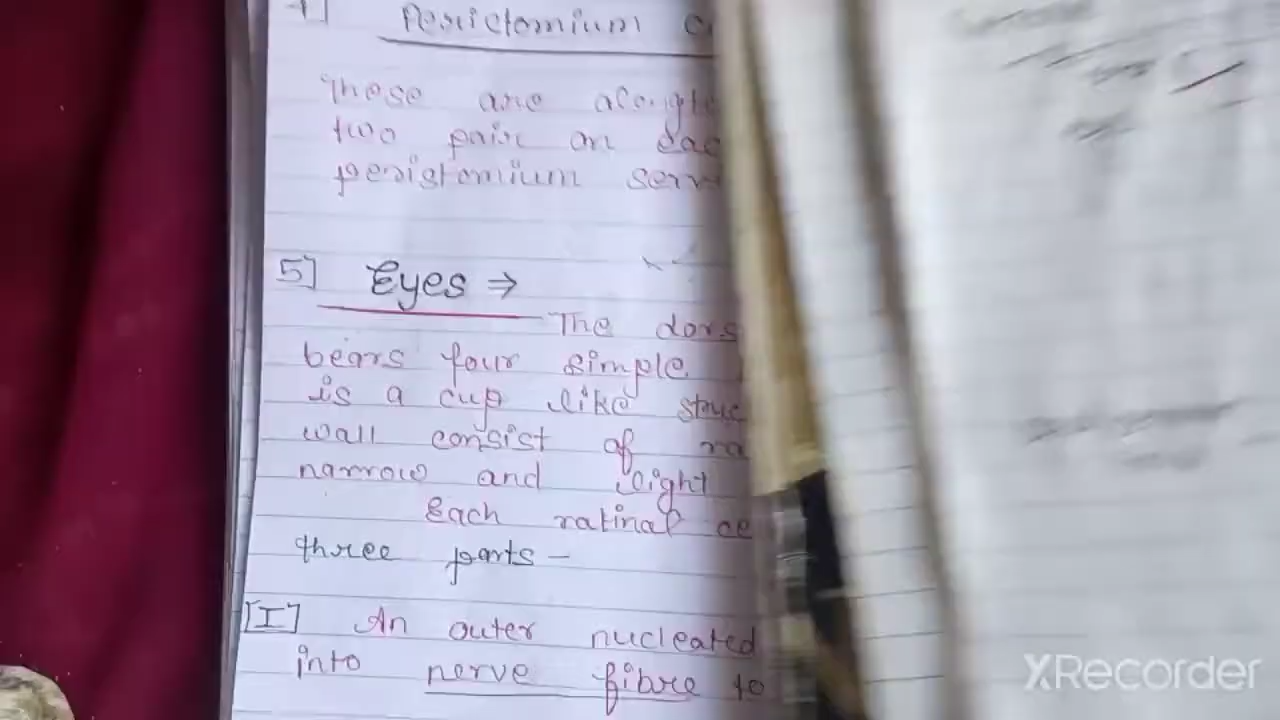 4]
Peristomium C
These are alongte
two pair on eac
peristomium serv
5] Eyes ⇒
The dors
bears four simple
is a cup like struc
wall consist of ra
narrow and light
Each ratinal ce
three parts –
[I] An outer nucleated
into nerve fibre to
XRecorder